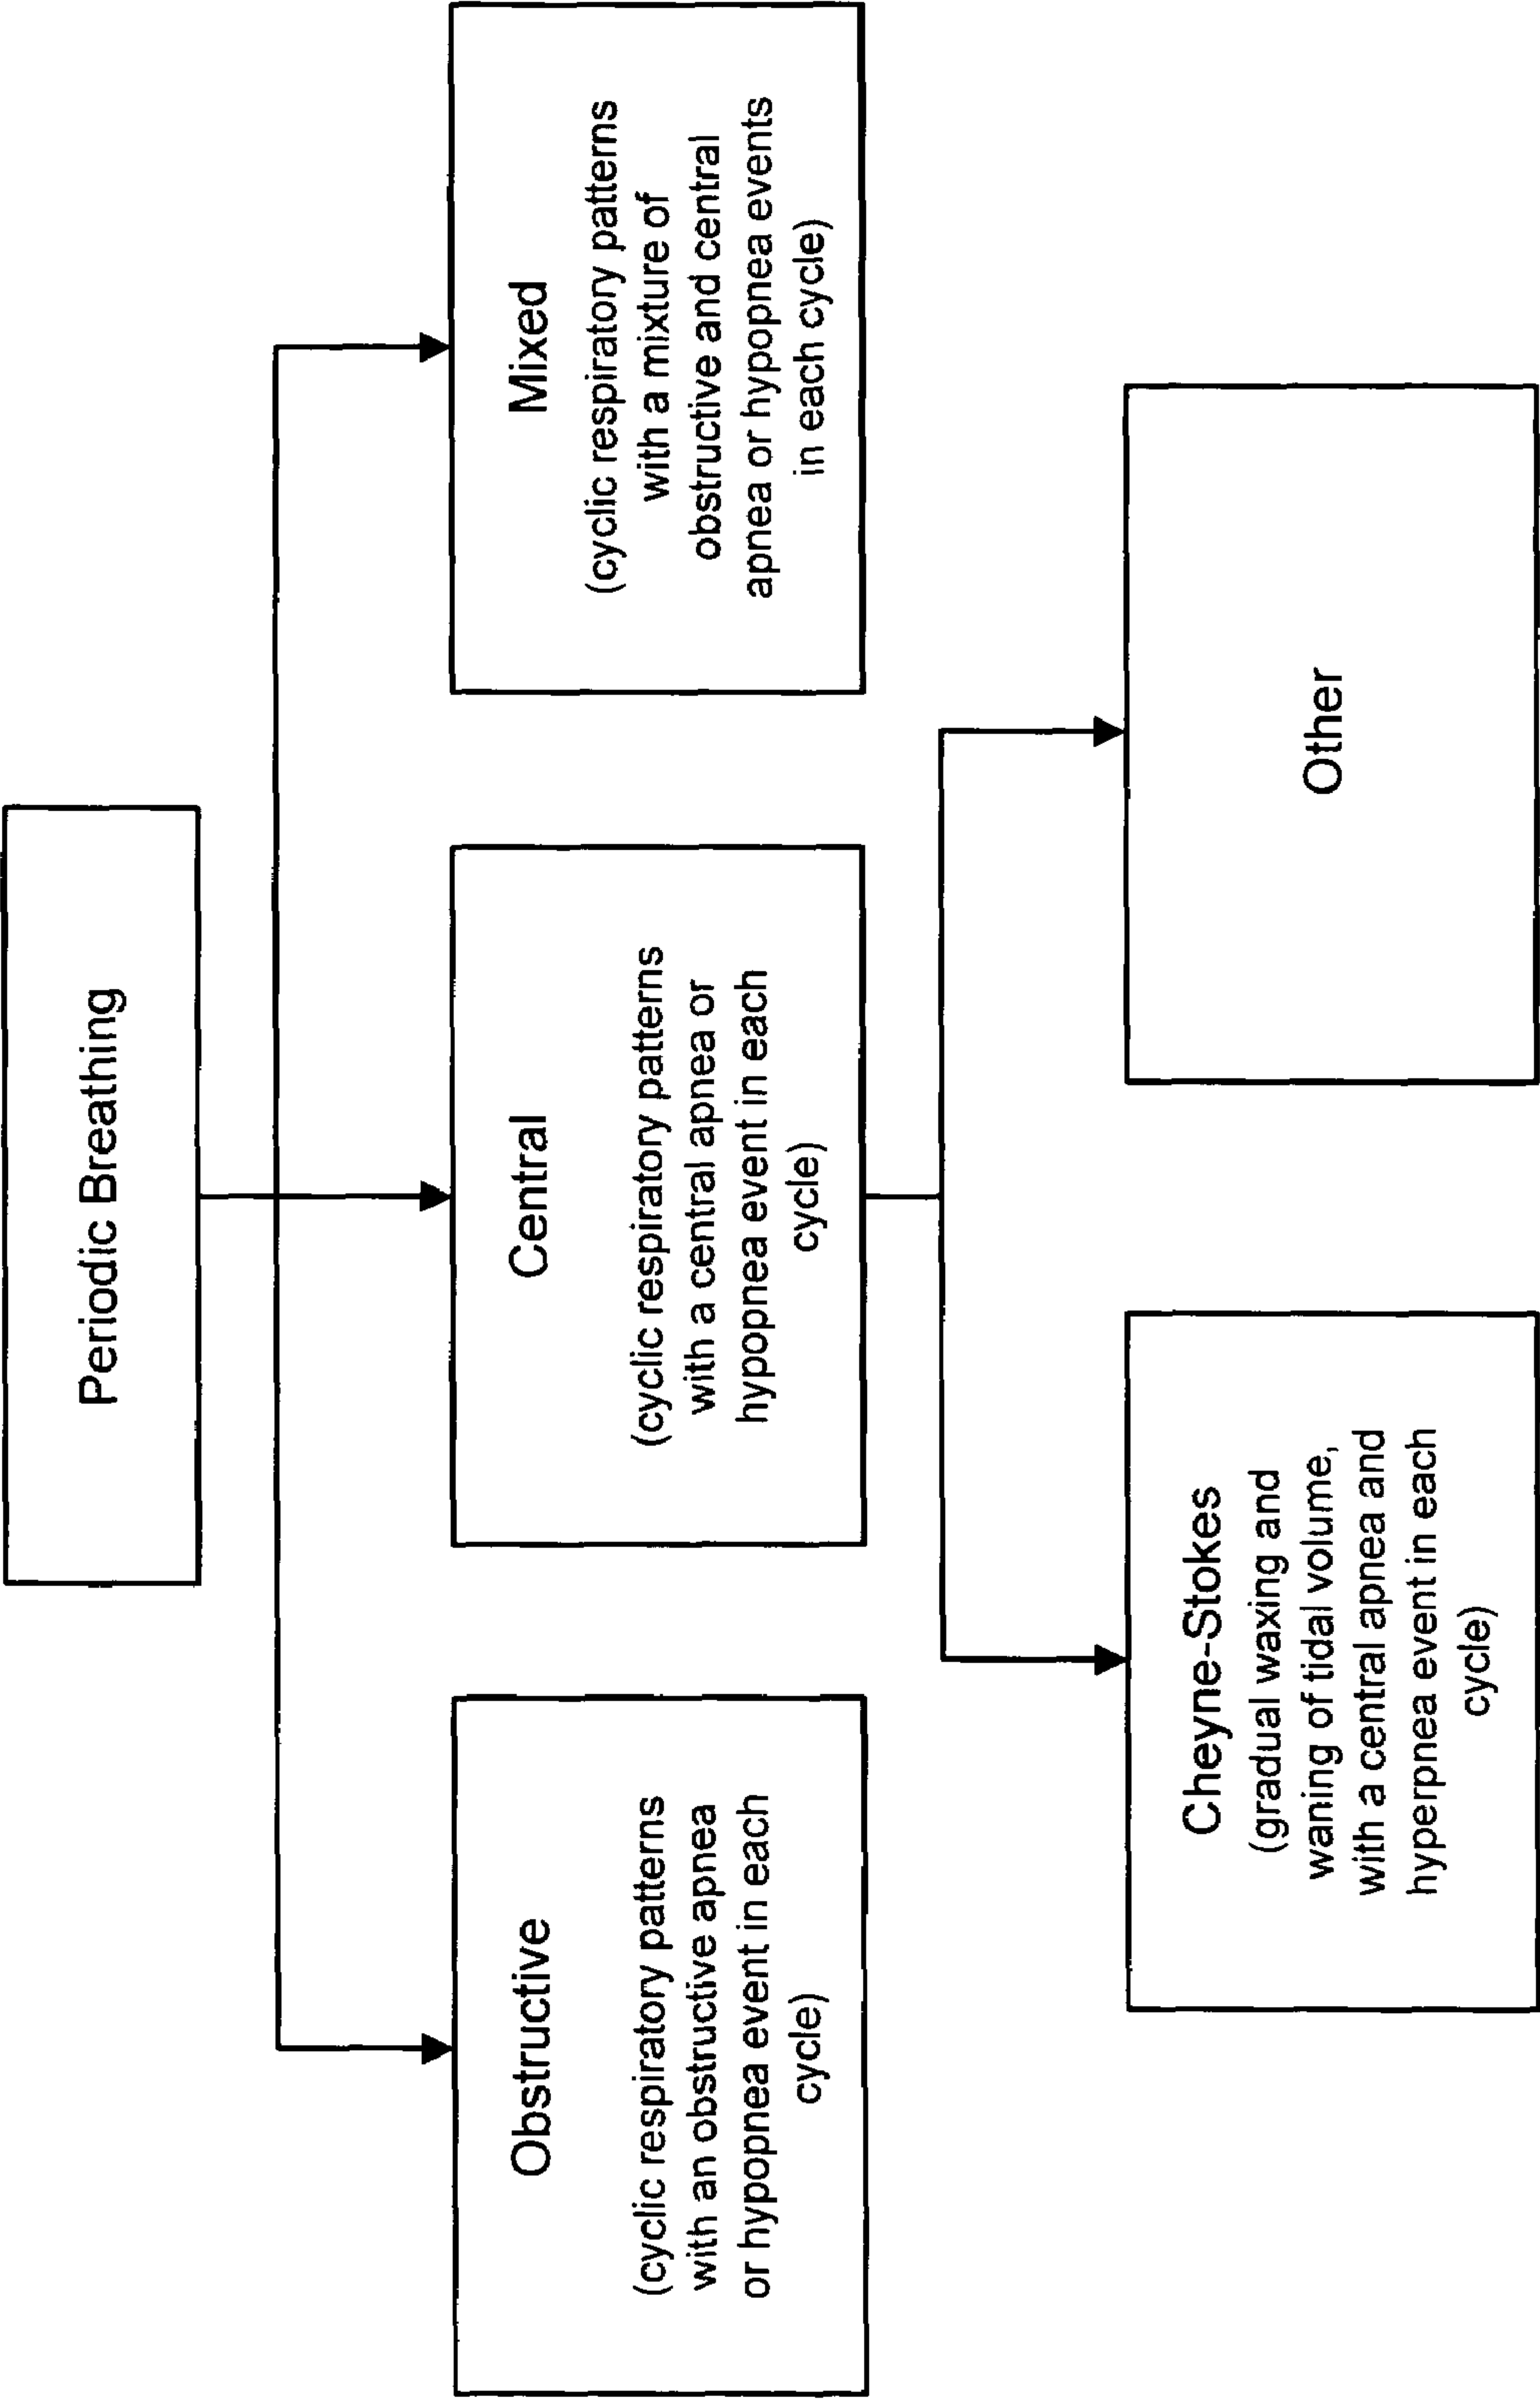 Periodic Breathing
Obstructive
(cyclic respiratory patterns
with an obstructive apnea
or hypopnea event in each
cycle)
Central
(cyclic respiratory patterns
with a central apnea or
hypopnea event in each
cycle)
Mixed
(cyclic respiratory patterns
with a mixture of
obstructive and central
apnea or hypopnea events
in each cycle)
Cheyne-Stokes
(gradual waxing and
waning of tidal volume,
with a central apnea and
hyperpnea event in each
cycle)
Other